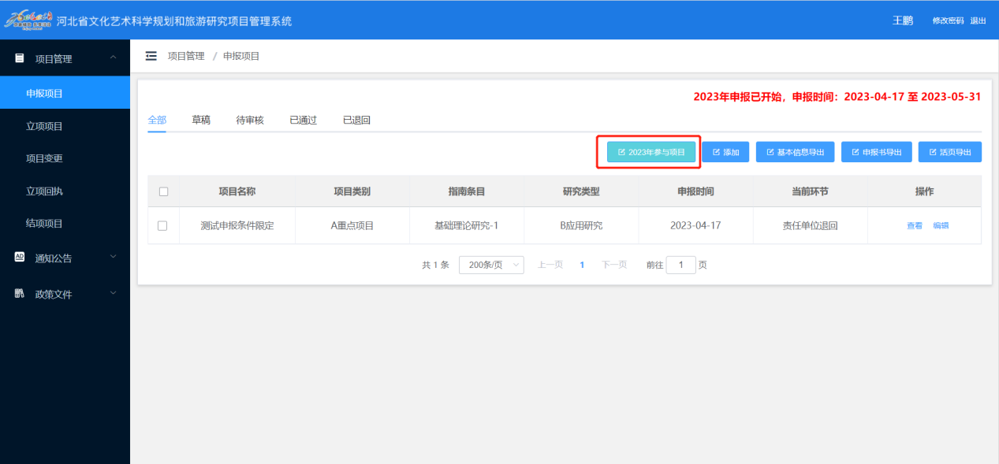 河北省文化艺术科学规划和旅游研究项目管理系统
王鹏 修改密码 退出
项目管理
申报项目
立项项目
项目变更
立项回执
结项项目
AD 通知公告
政策文件
项目管理 / 申报项目
2023年申报已开始，申报时间：2023-04-17 至 2023-05-31
全部 草稿 待审核 已通过 已退回
2023年参与项目 添加 基本信息导出 申报书导出 活页导出
项目名称 项目类别 指南条目 研究类型 申报时间 当前环节 操作
测试申报条件限定 A重点项目 基础理论研究-1 B应用研究 2023-04-17 责任单位退回 查看 编辑
共 1 条 200条/页 上一页 1 下一页 前往 1 页